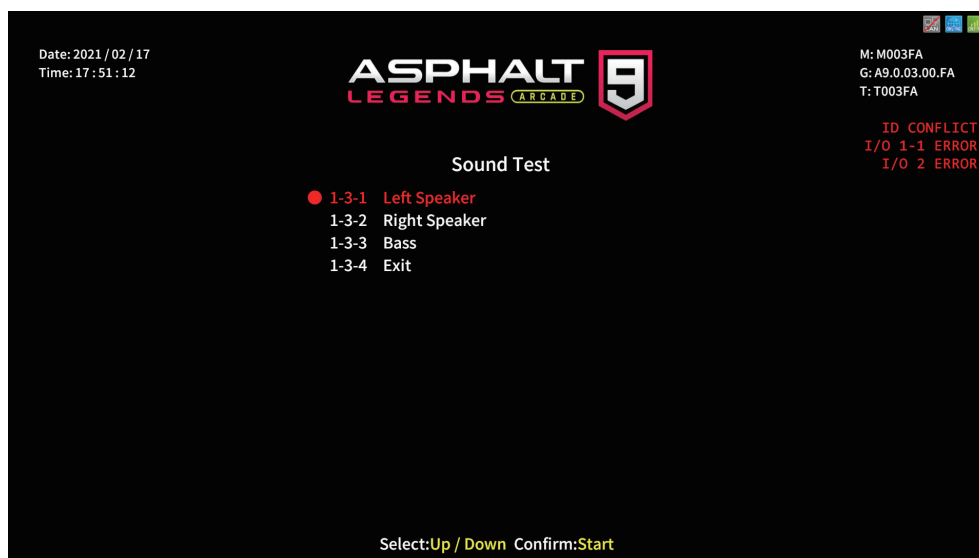 Date: 2021 / 02 / 17
Time: 17 : 51 : 12
ASPHALT 9
LEGENDS ARCADE
LAN
M: M003FA
G: A9.0.03.00.FA
T: T003FA
ID CONFLICT
I/O 1-1 ERROR
I/O 2 ERROR
Sound Test
1-3-1 Left Speaker
1-3-2 Right Speaker
1-3-3 Bass
1-3-4 Exit
Select:Up / Down Confirm:Start